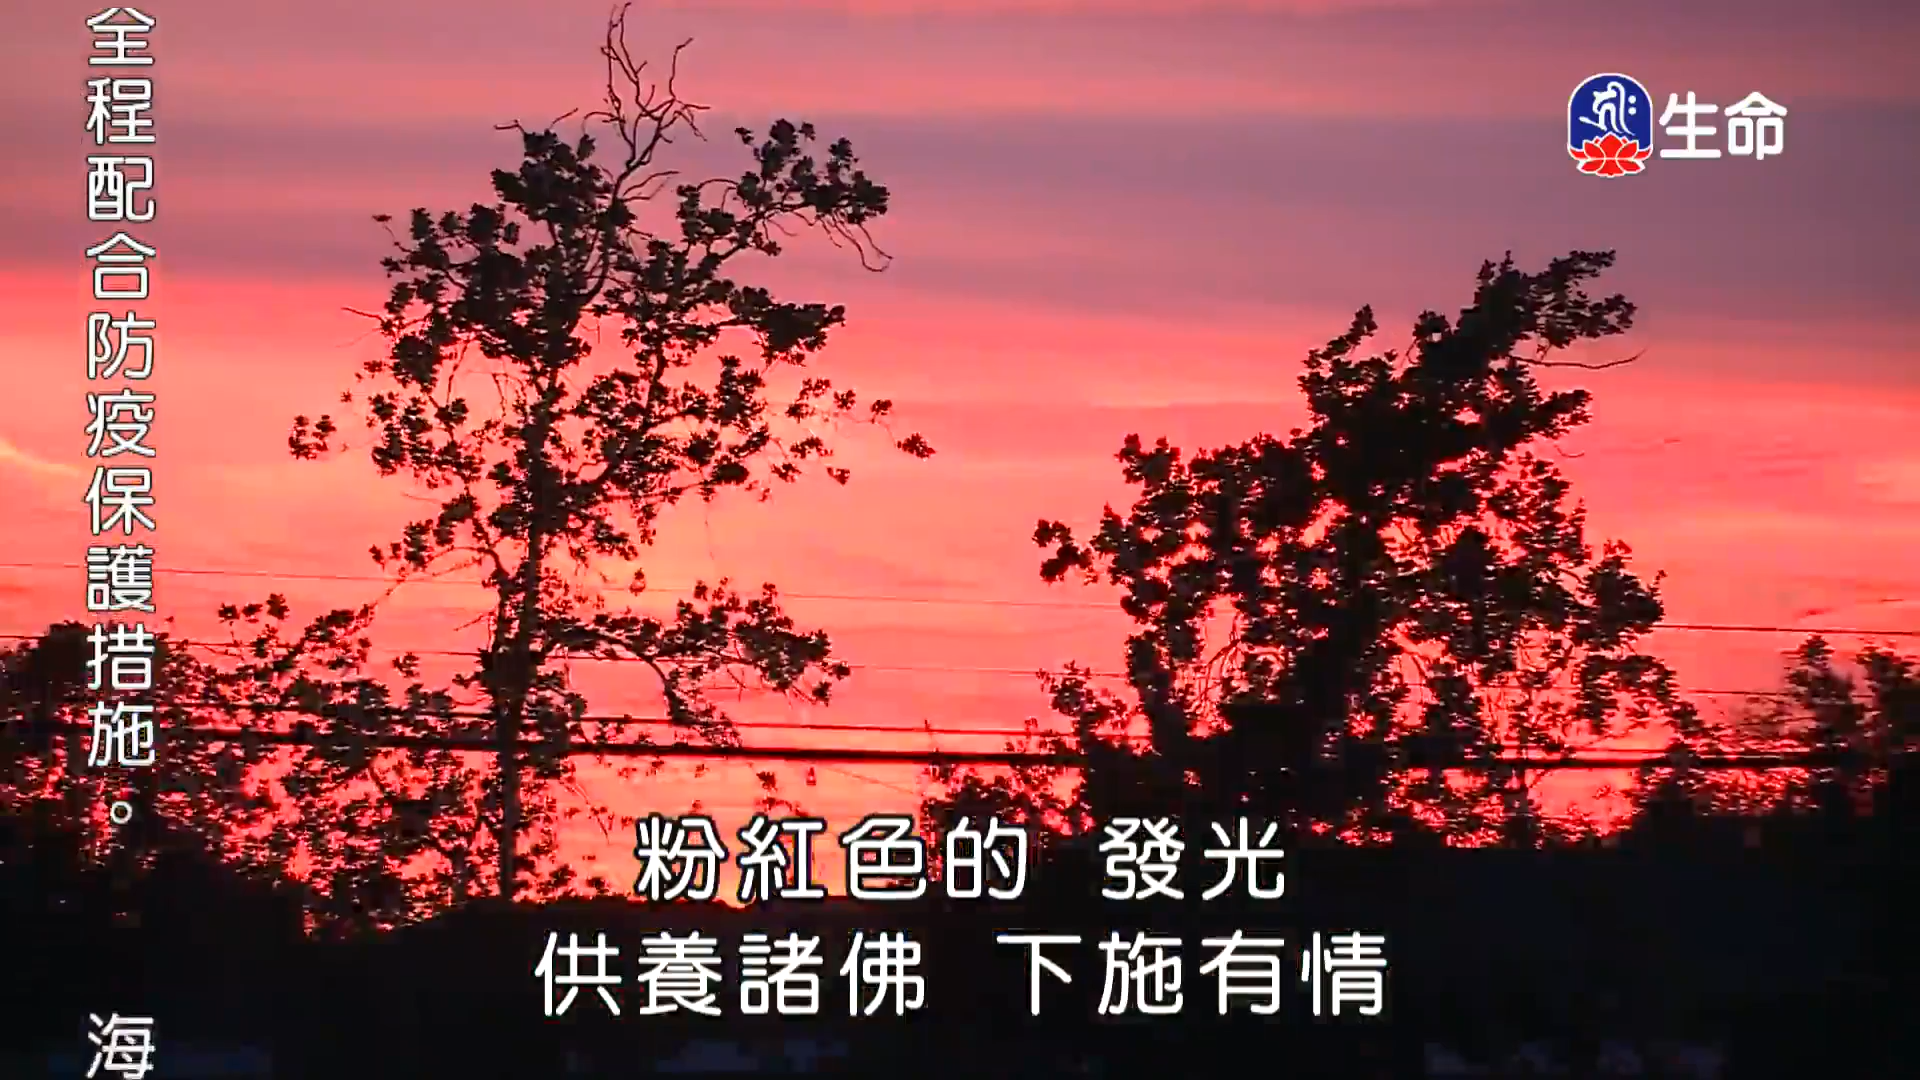 全程配合防疫保護措施。
海
生命
粉紅色的 發光
供養諸佛 下施有情